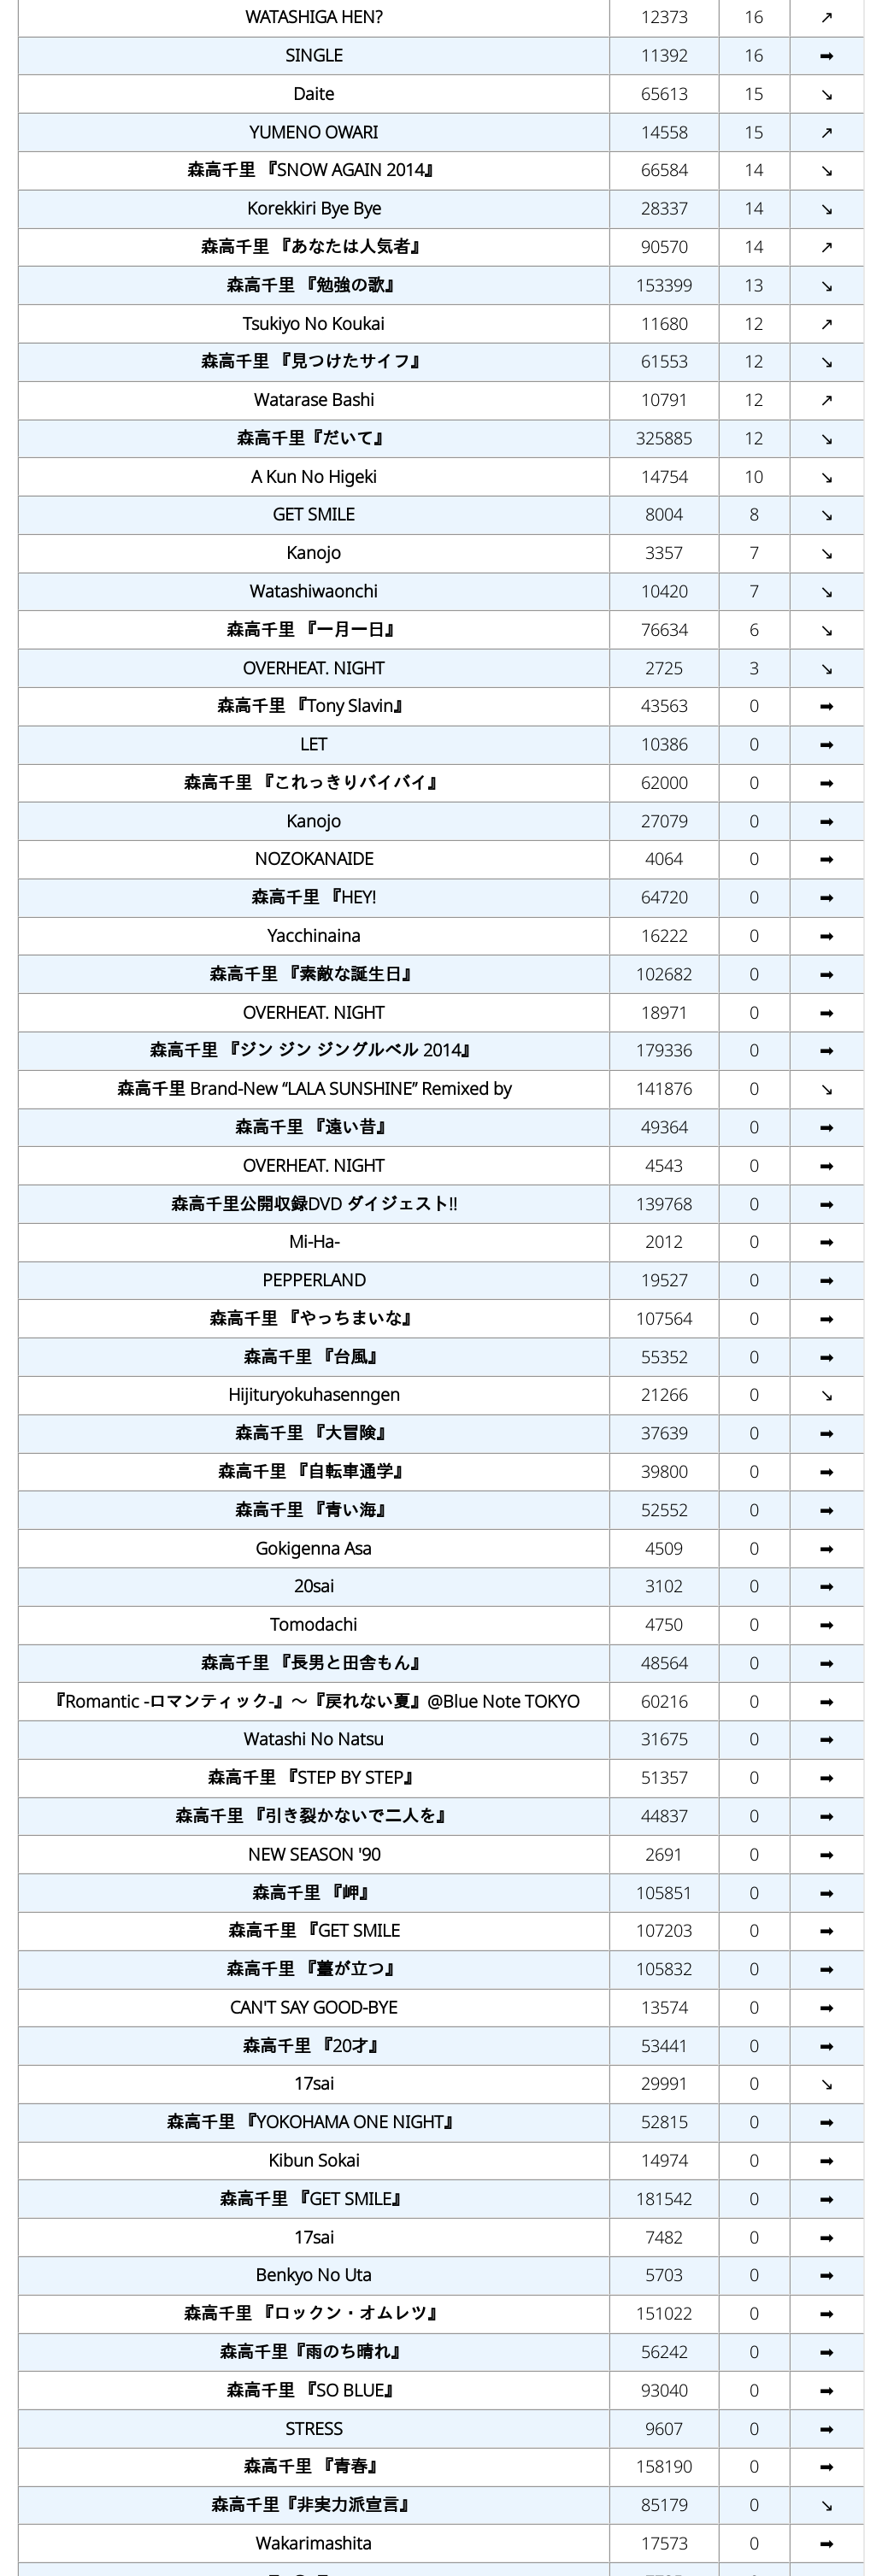 WATASHIGA HEN? 12373 16 ↗
SINGLE 11392 16 ➡
Daite 65613 15 ↘
YUMENO OWARI 14558 15 ↗
森高千里 『SNOW AGAIN 2014』 66584 14 ↘
Korekkiri Bye Bye 28337 14 ↘
森高千里 『あなたは人気者』 90570 14 ↗
森高千里 『勉強の歌』 153399 13 ↘
Tsukiyo No Koukai 11680 12 ↗
森高千里 『見つけたサイフ』 61553 12 ↘
Watarase Bashi 10791 12 ↗
森高千里『だいて』 325885 12 ↘
A Kun No Higeki 14754 10 ↘
GET SMILE 8004 8 ↘
Kanojo 3357 7 ↘
Watashiwaonchi 10420 7 ↘
森高千里 『一月一日』 76634 6 ↘
OVERHEAT. NIGHT 2725 3 ↘
森高千里 『Tony Slavin』 43563 0 ➡
LET 10386 0 ➡
森高千里 『これっきりバイバイ』 62000 0 ➡
Kanojo 27079 0 ➡
NOZOKANAIDE 4064 0 ➡
森高千里 『HEY! 64720 0 ➡
Yacchinaina 16222 0 ➡
森高千里 『素敵な誕生日』 102682 0 ➡
OVERHEAT. NIGHT 18971 0 ➡
森高千里 『ジン ジン ジングルベル 2014』 179336 0 ➡
森高千里 Brand-New “LALA SUNSHINE” Remixed by 141876 0 ↘
森高千里 『遠い昔』 49364 0 ➡
OVERHEAT. NIGHT 4543 0 ➡
森高千里公開収録DVD ダイジェスト!! 139768 0 ➡
Mi-Ha- 2012 0 ➡
PEPPERLAND 19527 0 ➡
森高千里 『やっちまいな』 107564 0 ➡
森高千里 『台風』 55352 0 ➡
Hijituryokuhasenngen 21266 0 ↘
森高千里 『大冒険』 37639 0 ➡
森高千里 『自転車通学』 39800 0 ➡
森高千里 『青い海』 52552 0 ➡
Gokigenna Asa 4509 0 ➡
20sai 3102 0 ➡
Tomodachi 4750 0 ➡
森高千里 『長男と田舎もん』 48564 0 ➡
『Romantic -ロマンティック-』～『戻れない夏』@Blue Note TOKYO 60216 0 ➡
Watashi No Natsu 31675 0 ➡
森高千里 『STEP BY STEP』 51357 0 ➡
森高千里 『引き裂かないで二人を』 44837 0 ➡
NEW SEASON '90 2691 0 ➡
森高千里 『岬』 105851 0 ➡
森高千里 『GET SMILE 107203 0 ➡
森高千里 『薹が立つ』 105832 0 ➡
CAN'T SAY GOOD-BYE 13574 0 ➡
森高千里 『20才』 53441 0 ➡
17sai 29991 0 ↘
森高千里 『YOKOHAMA ONE NIGHT』 52815 0 ➡
Kibun Sokai 14974 0 ➡
森高千里 『GET SMILE』 181542 0 ➡
17sai 7482 0 ➡
Benkyo No Uta 5703 0 ➡
森高千里 『ロックン・オムレツ』 151022 0 ➡
森高千里『雨のち晴れ』 56242 0 ➡
森高千里 『SO BLUE』 93040 0 ➡
STRESS 9607 0 ➡
森高千里 『青春』 158190 0 ➡
森高千里『非実力派宣言』 85179 0 ↘
Wakarimashita 17573 0 ➡